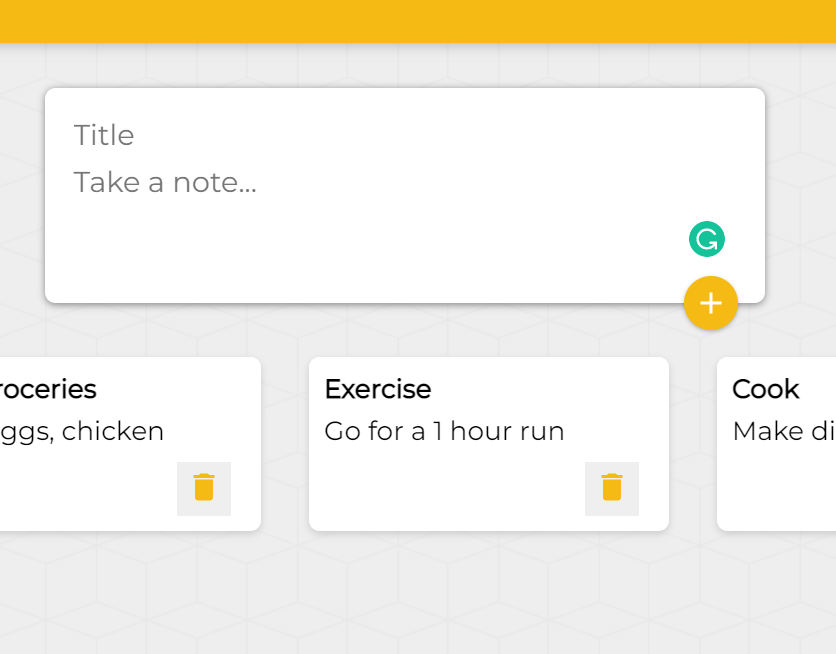 Title
Take a note...
roceries
ggs, chicken
Exercise
Go for a 1 hour run
Cook
Make di